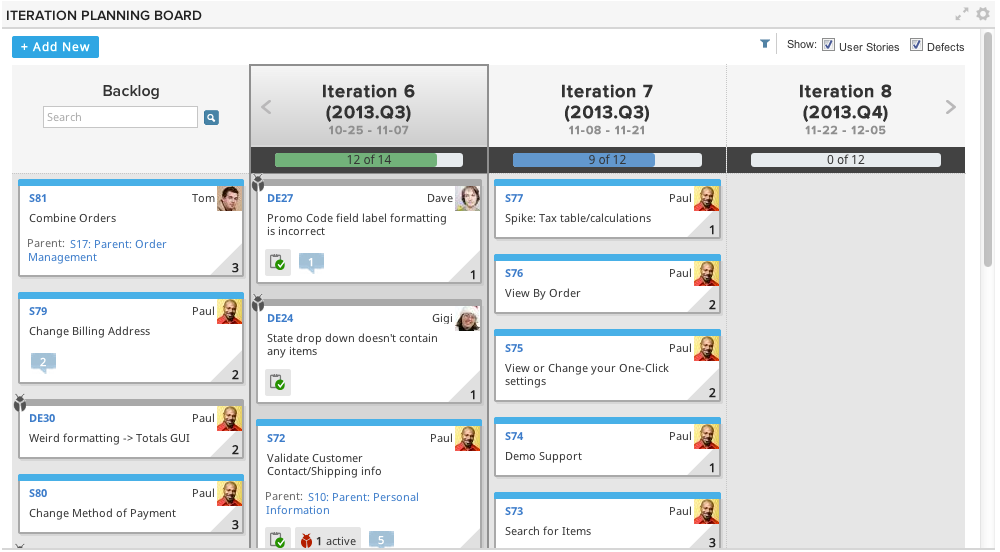 ITERATION PLANNING BOARD
+ Add New
Show: User Stories Defects
Backlog
Search
Iteration 6
(2013.Q3)
10-25 - 11-07
12 of 14
Iteration 7
(2013.Q3)
11-08 - 11-21
9 of 12
Iteration 8
(2013.Q4)
11-22 - 12-05
0 of 12
S81 Tom
Combine Orders
Parent: S17: Parent: Order
Management
3
S79 Paul
Change Billing Address
2
2
DE30 Paul
Weird formatting -> Totals GUI
2
S80 Paul
Change Method of Payment
3
DE27 Dave
Promo Code field label formatting
is incorrect
1
1
DE24 Gigi
State drop down doesn't contain
any items
1
S72 Paul
Validate Customer
Contact/Shipping info
Parent: S10: Parent: Personal
Information
1 active 5
S77 Paul
Spike: Tax table/calculations
1
S76 Paul
View By Order
2
S75 Paul
View or Change your One-Click
settings
2
S74 Paul
Demo Support
1
S73 Paul
Search for Items
3